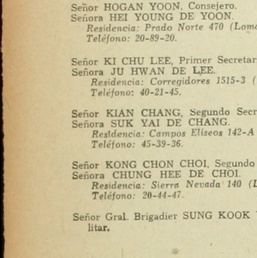 Señor HOGAN YOON, Consejero.
Señora HEI YOUNG DE YOON.
Residencia: Prado Norte 470 (Lom
Teléfono: 20-89-20.
Señor KI CHU LEE, Primer Secretar
Señora JU HWAN DE LEE.
Residencia: Corregidores 1515-3 (
Teléfono: 40-21-45.
Señor KIAN CHANG, Segundo Secr
Señora SUK YAI DE CHANG.
Residencia: Campos Elíseos 142-A
Teléfono: 45-39-36.
Señor KONG CHON CHOI, Segundo
Señora CHUNG HEE DE CHOI.
Residencia: Sierra Nevada 140 (L
Teléfono: 20-44-47.
Señor Gral. Brigadier SUNG KOOK
litar.